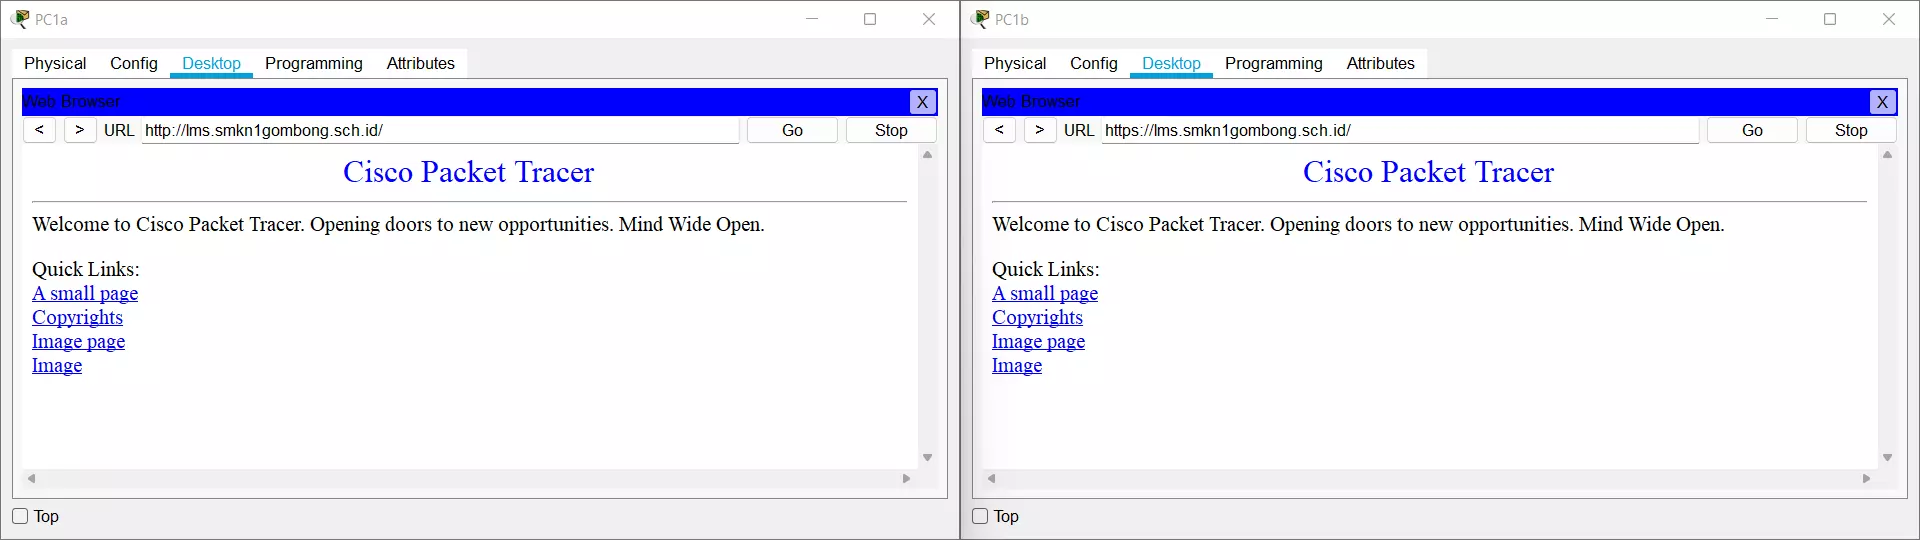 PC1a
Physical Config Desktop Programming Attributes
Web Browser
X
< > URL http://lms.smkn1gombong.sch.id/ Go Stop
Cisco Packet Tracer
Welcome to Cisco Packet Tracer. Opening doors to new opportunities. Mind Wide Open.
Quick Links:
A small page
Copyrights
Image page
Image
Top
PC1b
Physical Config Desktop Programming Attributes
Web Browser
X
< > URL https://lms.smkn1gombong.sch.id/ Go Stop
Cisco Packet Tracer
Welcome to Cisco Packet Tracer. Opening doors to new opportunities. Mind Wide Open.
Quick Links:
A small page
Copyrights
Image page
Image
Top